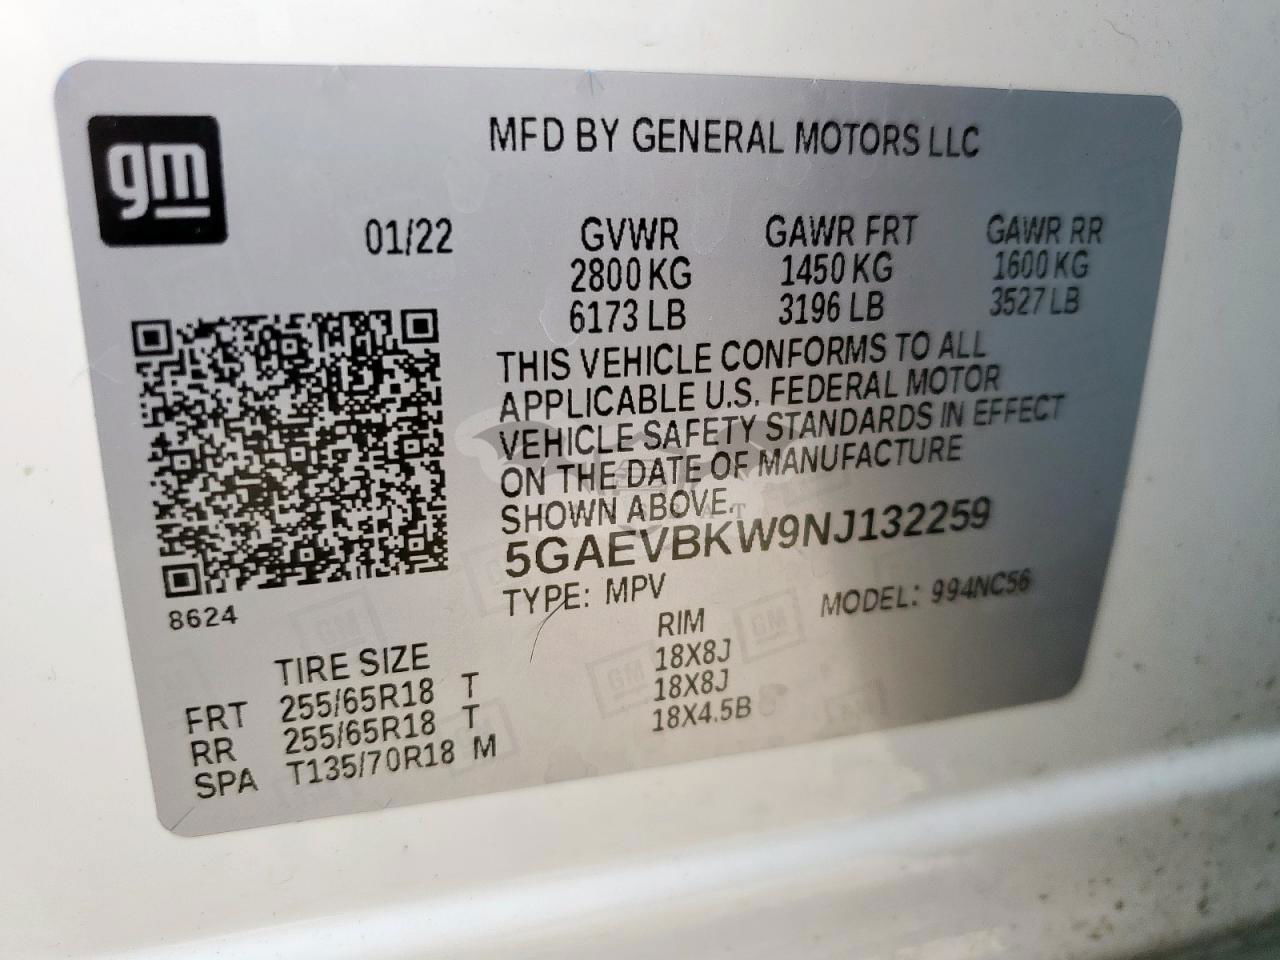 gm
MFD BY GENERAL MOTORS LLC
01/22 GVWR GAWR FRT GAWR RR
2800 KG 1450 KG 1600 KG
6173 LB 3196 LB 3527 LB
THIS VEHICLE CONFORMS TO ALL
APPLICABLE U.S. FEDERAL MOTOR
VEHICLE SAFETY STANDARDS IN EFFECT
ON THE DATE OF MANUFACTURE
SHOWN ABOVE.
5GAEVBKW9NJ132259
8624
TYPE: MPV MODEL: 994NC56
TIRE SIZE RIM
FRT 255/65R18 T 18X8J
RR 255/65R18 T 18X8J
SPA T135/70R18 M 18X4.5B
GM
GM
GM